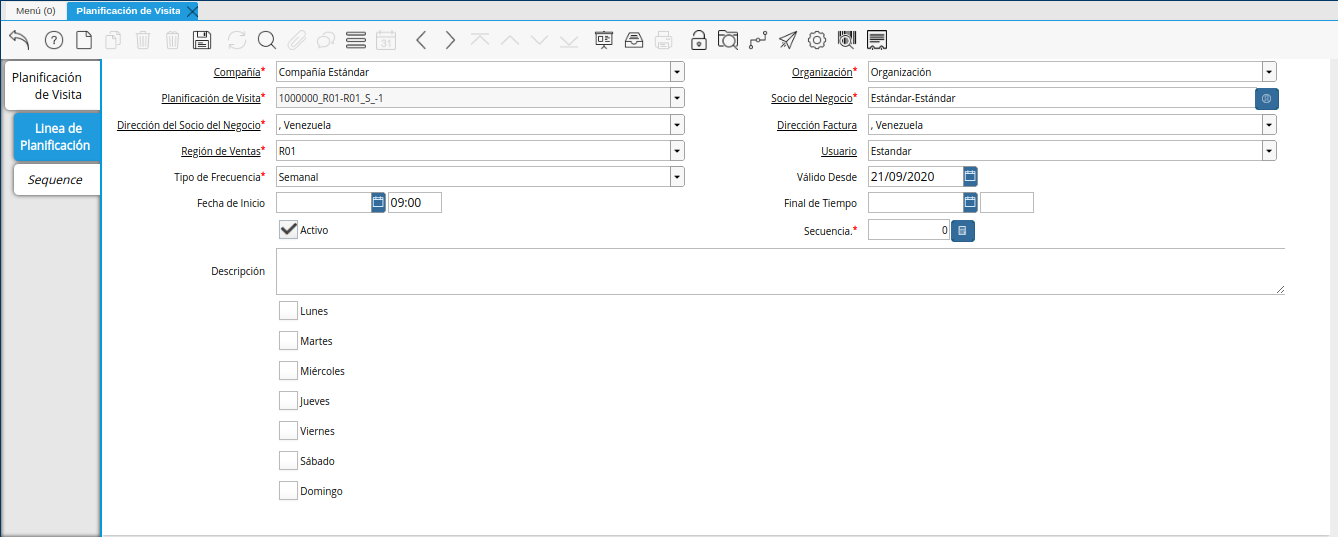 Menú (0)
Planificación de Visita
?
31
Planificación
de Visita
Linea de
Planificación
Sequence
Compañía* Compañía Estándar
Organización* Organización
Planificación de Visita* 1000000_R01-R01_S_-1
Socio del Negocio* Estándar-Estándar
Dirección del Socio del Negocio* , Venezuela
Dirección Factura , Venezuela
Región de Ventas* R01
Usuario Estandar
Tipo de Frecuencia* Semanal
Válido Desde 21/09/2020
Fecha de Inicio 09:00
Final de Tiempo
Activo
Secuencia.* 0
Descripción
Lunes
Martes
Miércoles
Jueves
Viernes
Sábado
Domingo